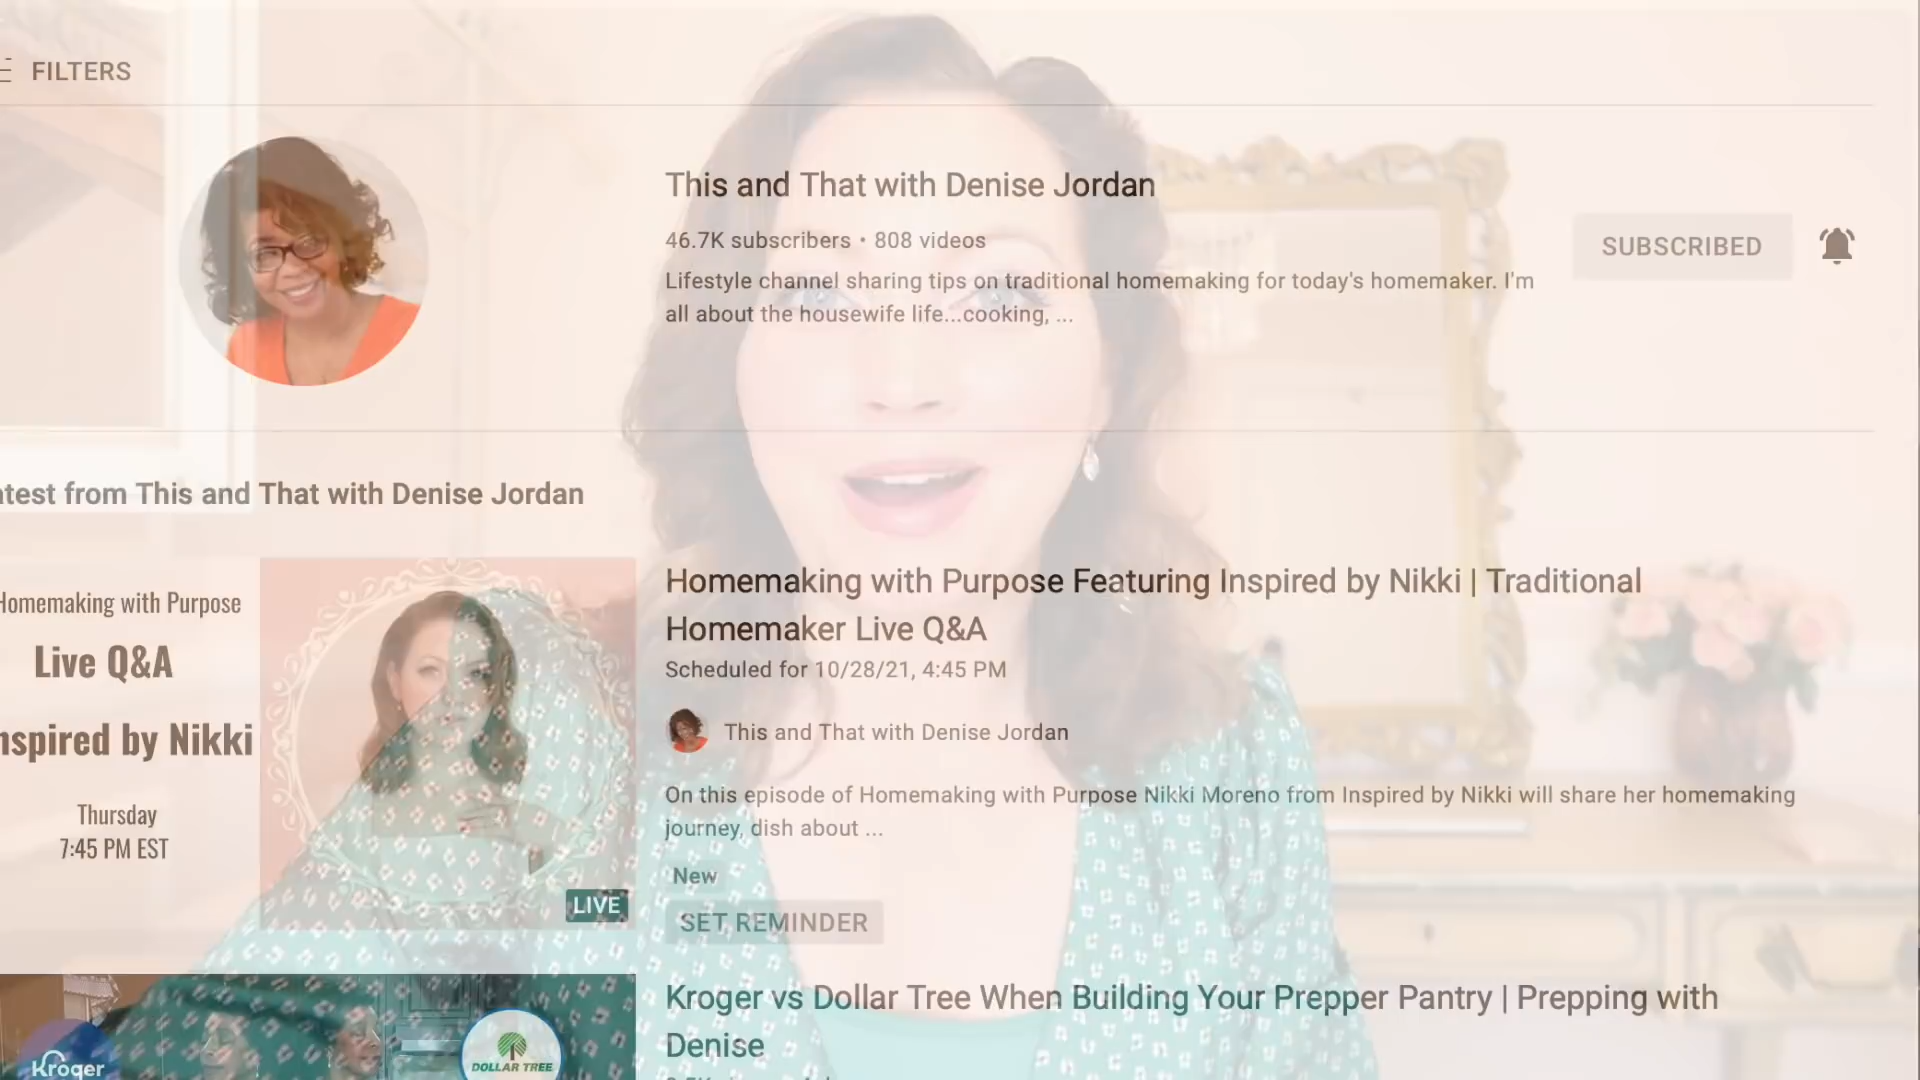 FILTERS
This and That with Denise Jordan
46.7K subscribers • 808 videos
SUBSCRIBED
Lifestyle channel sharing tips on traditional homemaking for today's homemaker. I'm
all about the housewife life...cooking, ...
atest from This and That with Denise Jordan
Homemaking with Purpose
Live Q&A
nspired by Nikki
Thursday
7:45 PM EST
LIVE
Homemaking with Purpose Featuring Inspired by Nikki | Traditional
Homemaker Live Q&A
Scheduled for 10/28/21, 4:45 PM
This and That with Denise Jordan
On this episode of Homemaking with Purpose Nikki Moreno from Inspired by Nikki will share her homemaking
journey, dish about ...
New
SET REMINDER
Kroger
DOLLAR TREE
Kroger vs Dollar Tree When Building Your Prepper Pantry | Prepping with
Denise